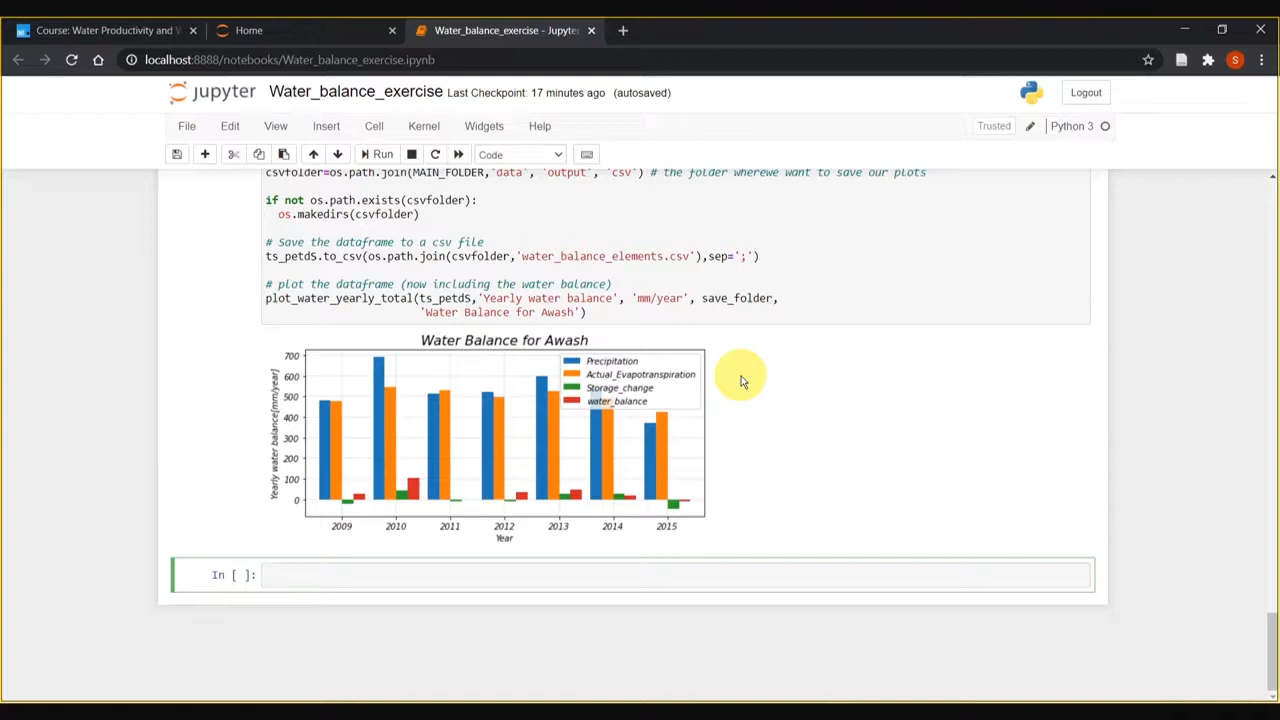 Course: Water Productivity and W
Home
Water_balance_exercise - Jupyter
localhost:8888/notebooks/Water_balance_exercise.ipynb
S
jupyter Water_balance_exercise Last Checkpoint: 17 minutes ago (autosaved)
Logout
File Edit View Insert Cell Kernel Widgets Help
Trusted Python 3
Run Code
csvfolder=os.path.join(MAIN_FOLDER,'data', 'output', 'csv') # the folder wherewe want to save our plots
if not os.path.exists(csvfolder):
os.makedirs(csvfolder)
# Save the dataframe to a csv file
ts_petdS.to_csv(os.path.join(csvfolder,'water_balance_elements.csv'),sep=';')
# plot the dataframe (now including the water balance)
plot_water_yearly_total(ts_petdS,'Yearly water balance', 'mm/year', save_folder,
'Water Balance for Awash')
Water Balance for Awash
Yearly water balance[mm/year]
700
600
500
400
300
200
100
0
Precipitation
Actual_Evapotranspiration
Storage_change
water_balance
2009 2010 2011 2012 2013 2014 2015
Year
In [ ]: